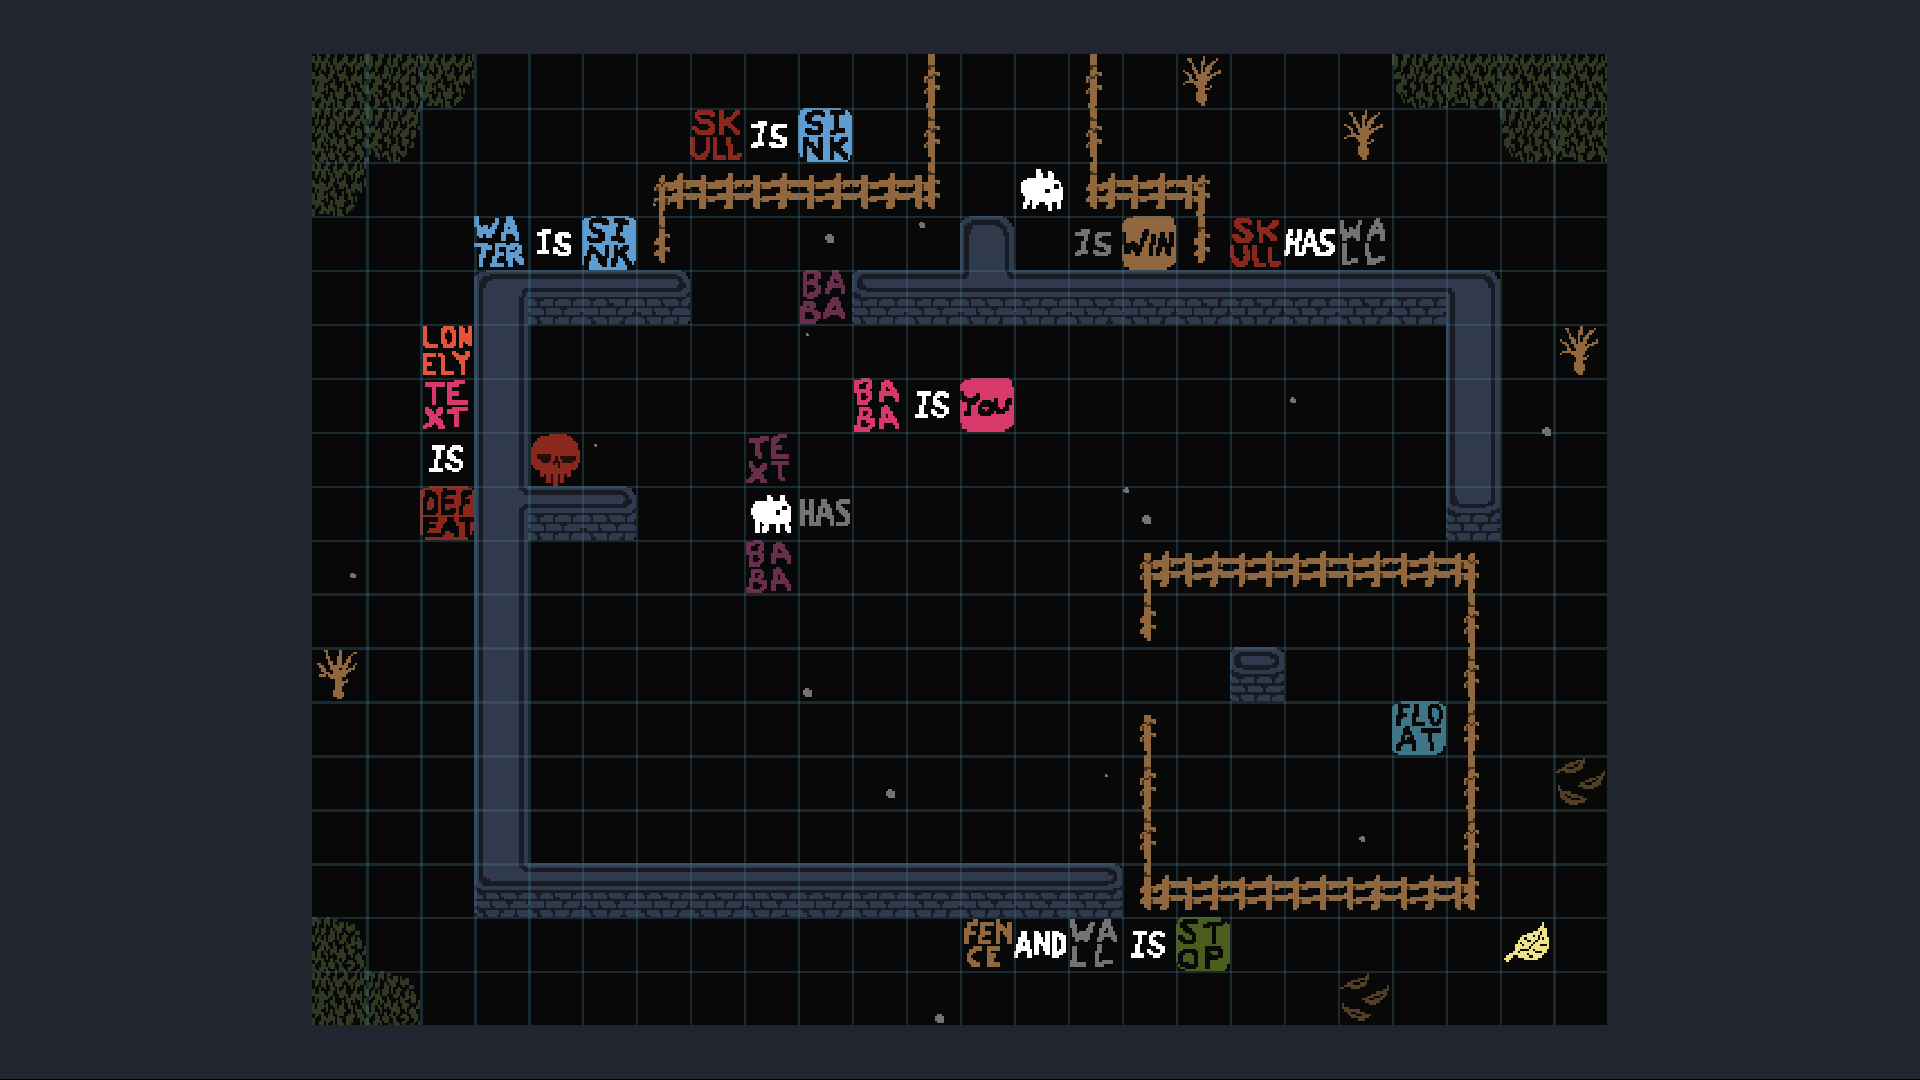 SKULL IS SINK
WATER IS SINK
IS WIN
SKULL HAS WALL
BABA
LONELY
TEXT
IS
DEFEAT
BABA IS YOU
TEXT
HAS
BABA
FLOAT
FENCE AND WALL IS STOP